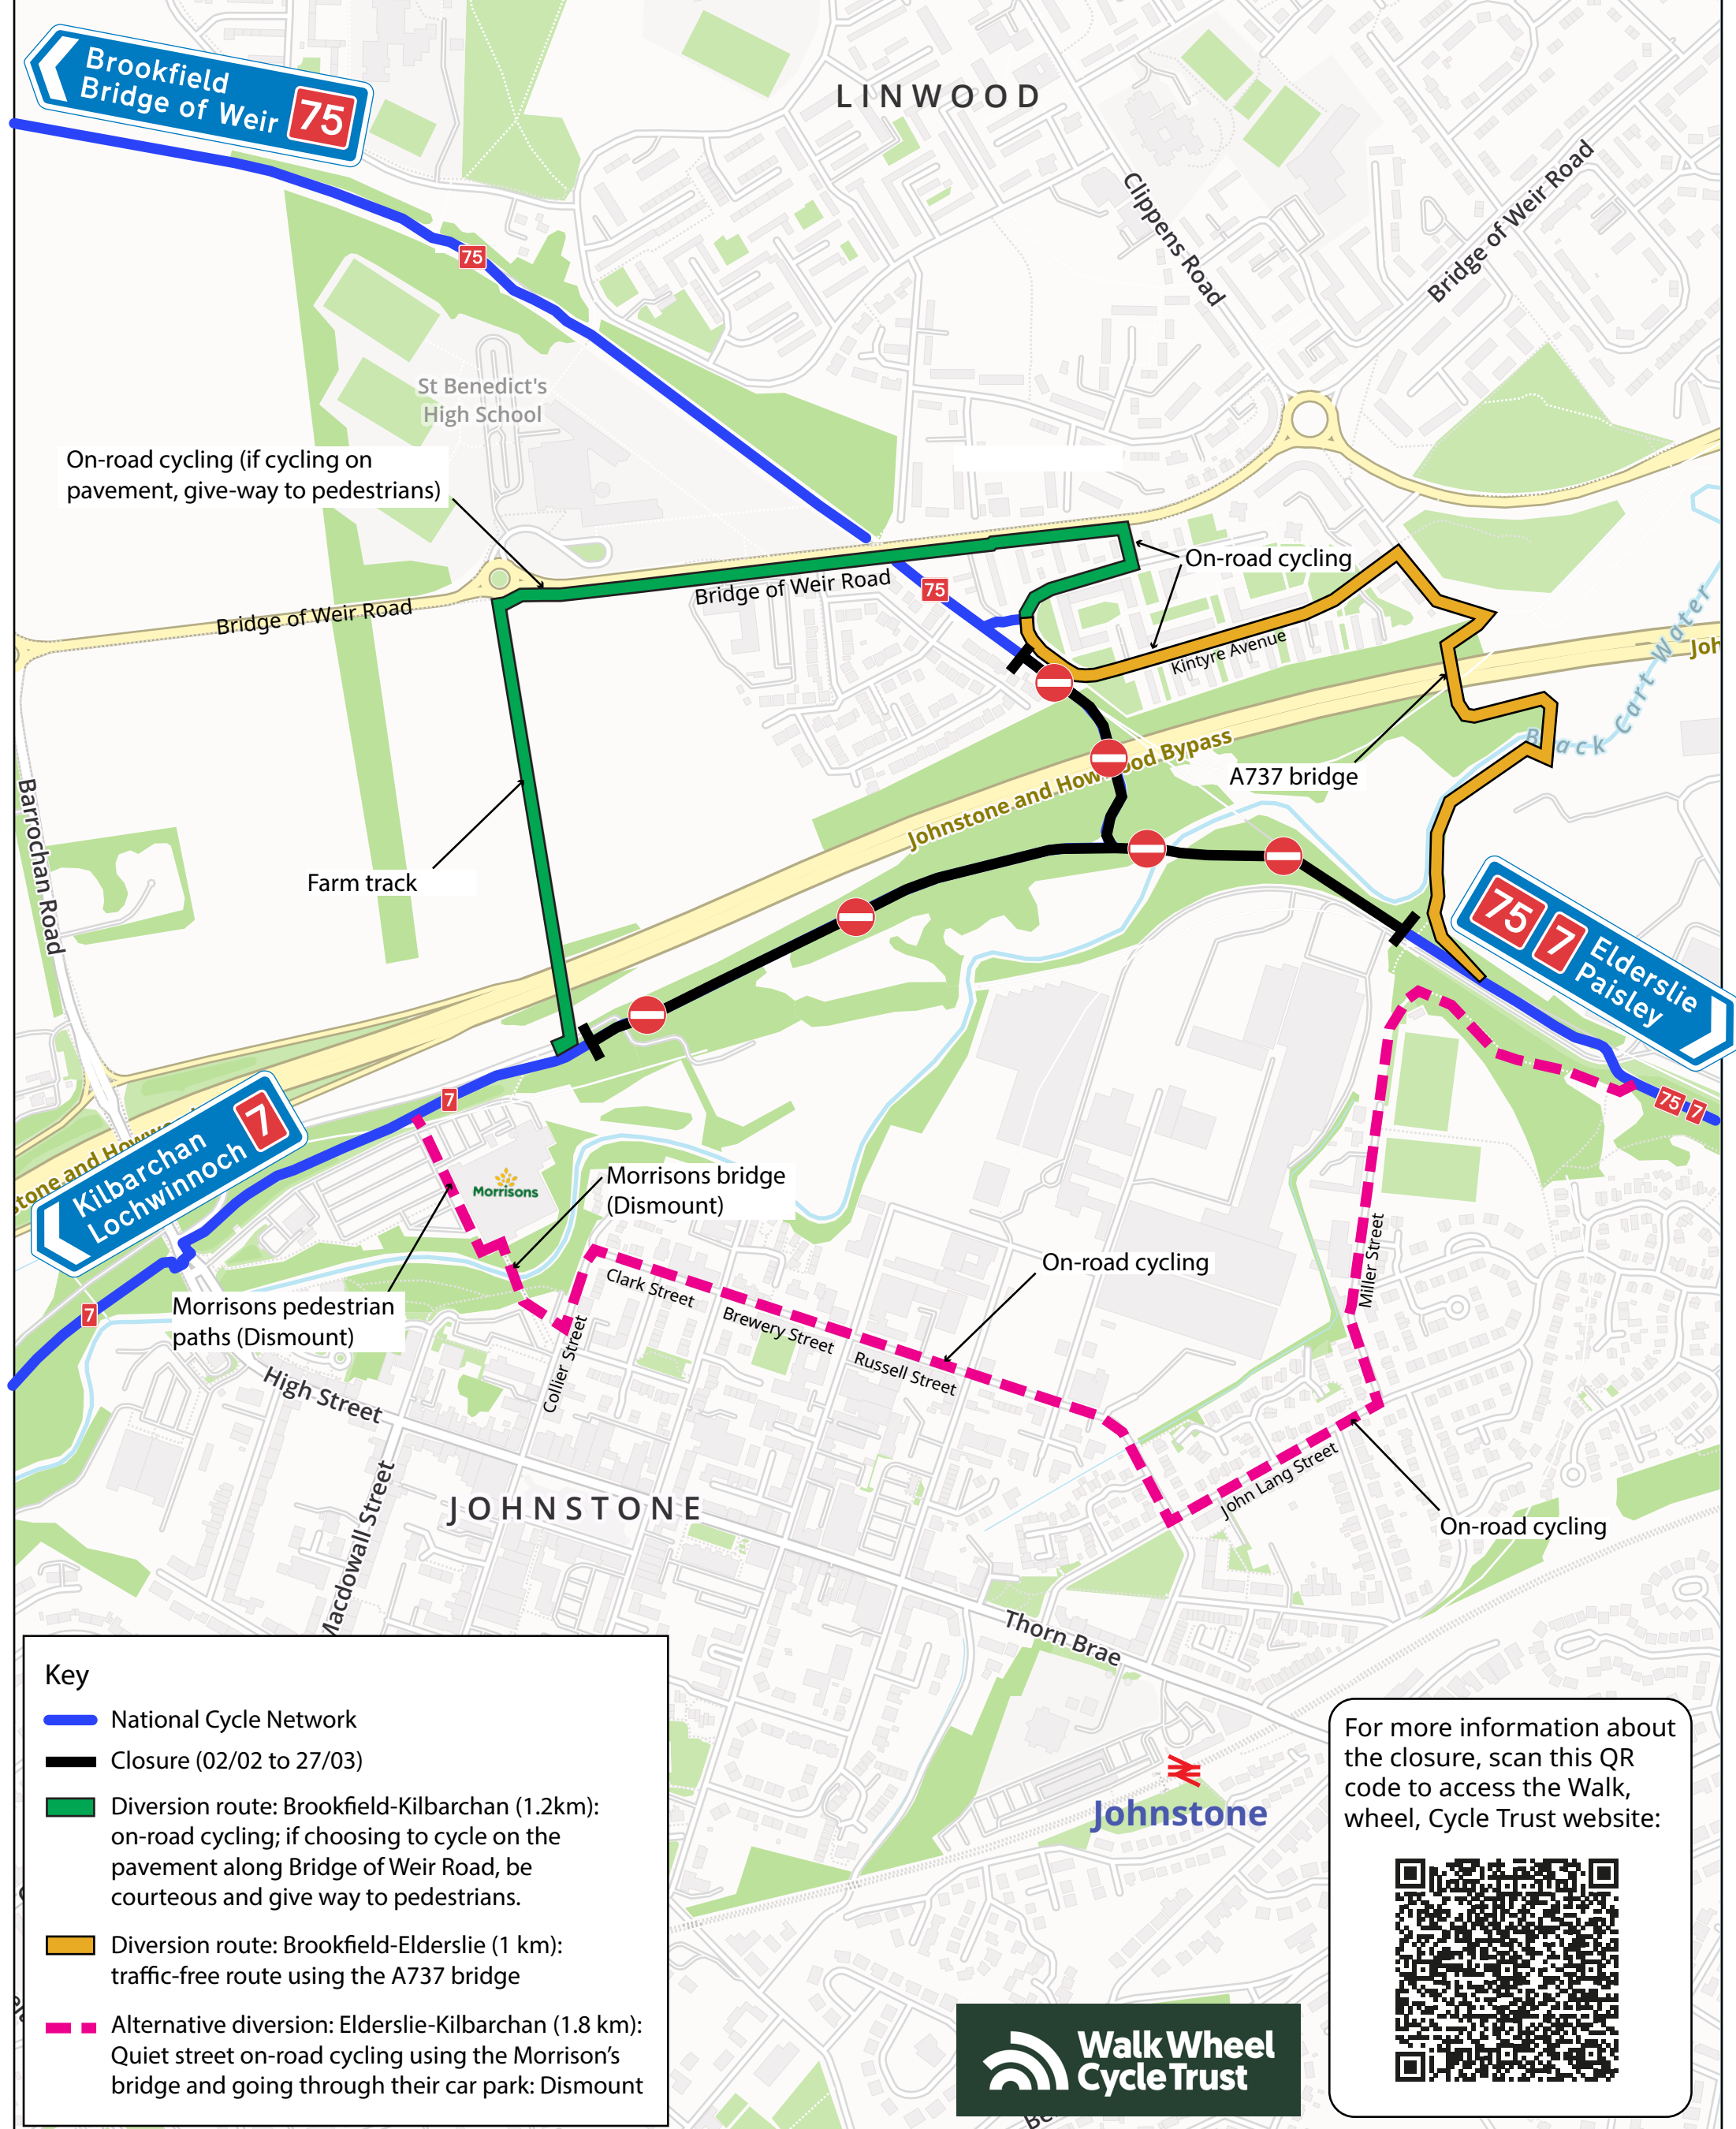 Brookfield
Bridge of Weir 75
LINWOOD
Clippens Road
Bridge of Weir Road
75
St Benedict's
High School
On-road cycling (if cycling on
pavement, give-way to pedestrians)
On-road cycling
Bridge of Weir Road
75
Bridge of Weir Road
Kintyre Avenue
Black Cart Water
A737 bridge
Johnstone and Howwood Bypass
Barrochan Road
Farm track
75 7 Elderslie
Paisley
7
75 7
Kilbarchan 7
Lochwinnoch
Morrisons
Morrisons bridge
(Dismount)
Miller Street
On-road cycling
Clark Street
Brewery Street
Russell Street
7
Morrisons pedestrian
paths (Dismount)
Collier Street
High Street
John Lang Street
On-road cycling
Macdowall Street
JOHNSTONE
Thorn Brae
Johnstone
Key
National Cycle Network
Closure (02/02 to 27/03)
Diversion route: Brookfield-Kilbarchan (1.2km):
on-road cycling; if choosing to cycle on the
pavement along Bridge of Weir Road, be
courteous and give way to pedestrians.
Diversion route: Brookfield-Elderslie (1 km):
traffic-free route using the A737 bridge
Alternative diversion: Elderslie-Kilbarchan (1.8 km):
Quiet street on-road cycling using the Morrison's
bridge and going through their car park: Dismount
For more information about
the closure, scan this QR
code to access the Walk,
wheel, Cycle Trust website:
Walk Wheel
Cycle Trust